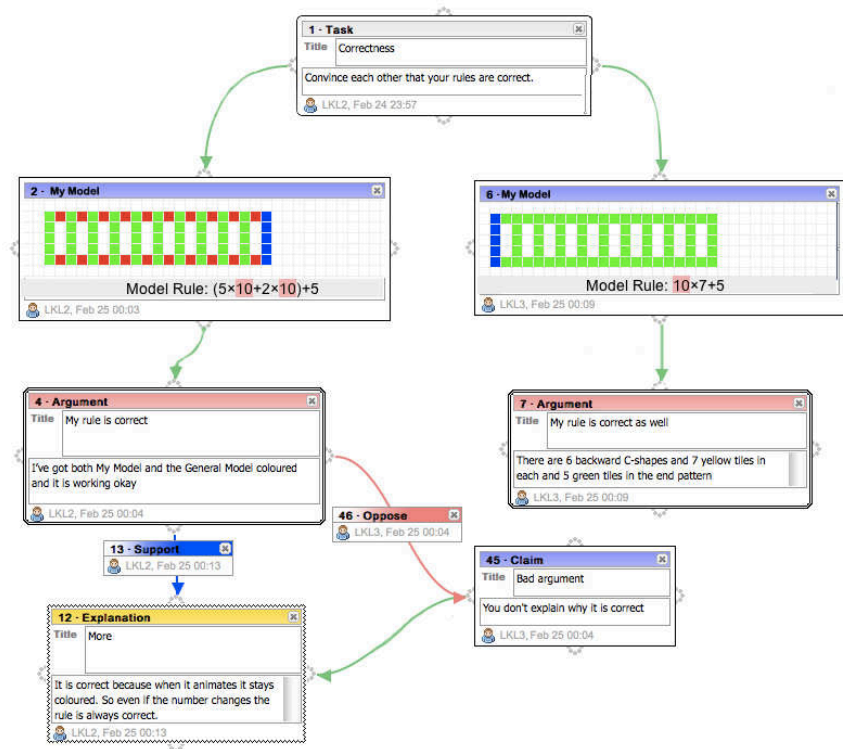 1 - Task
Title Correctness
Convince each other that your rules are correct.
LKL2, Feb 24 23:57
2 - My Model
Model Rule: (5×10+2×10)+5
LKL2, Feb 25 00:03
6 -My Model
Model Rule: 10×7+5
LKL3, Feb 25 00:09
4 - Argument
Title My rule is correct
I've got both My Model and the General Model coloured
and it is working okay
LKL2, Feb 25 00:04
7 - Argument
Title My rule is correct as well
There are 6 backward C-shapes and 7 yellow tiles in
each and 5 green tiles in the end pattern
LKL3, Feb 25 00:09
46 - Oppose
LKL3, Feb 25 00:04
13 - Support
LKL2, Feb 25 00:13
45 - Claim
Title Bad argument
You don't explain why it is correct
LKL3, Feb 25 00:04
12 - Explanation
Title More
It is correct because when it animates it stays
coloured. So even if the number changes the
rule is always correct.
LKL2, Feb 25 00:13